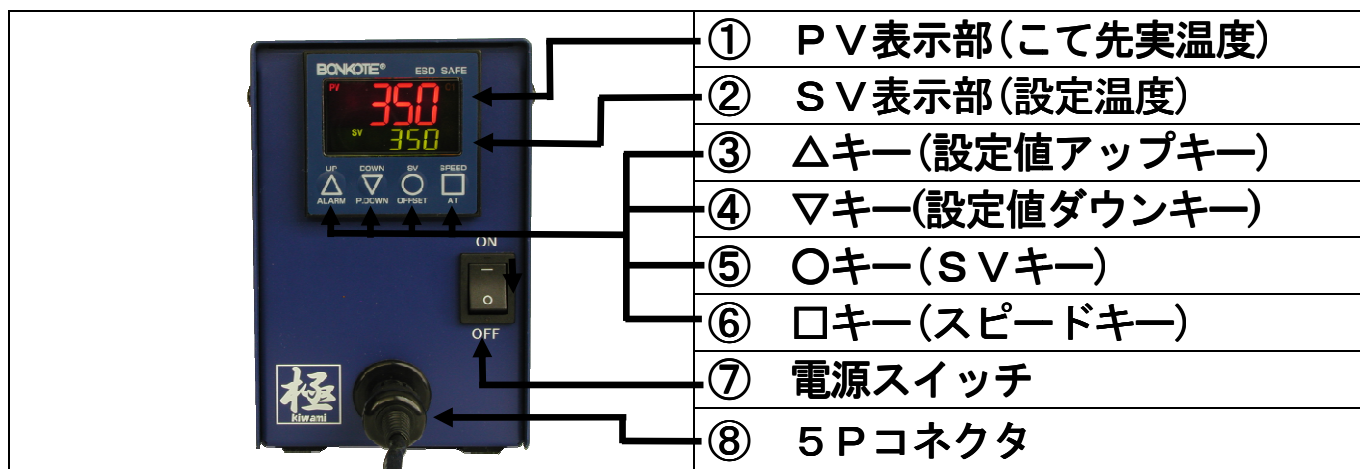 BONKOTE® ESD SAFE
PV 350 C1
SV 350
UP DOWN SV SPEED
△ ▽ ○ □
ALARM P.DOWN OFFSET AT
ON
OFF
極
kiwami
① ＰＶ表示部(こて先実温度)
② ＳＶ表示部(設定温度)
③ △キー(設定値アップキー)
④ ▽キー(設定値ダウンキー)
⑤ ○キー(ＳＶキー)
⑥ □キー(スピードキー)
⑦ 電源スイッチ
⑧ ５Ｐコネクタ